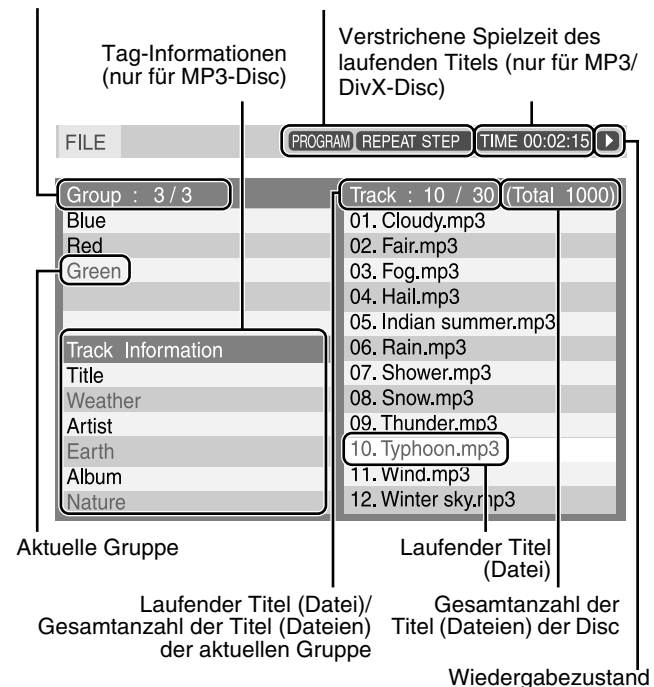 Tag-Informationen
(nur für MP3-Disc)
Verstrichene Spielzeit des
laufenden Titels (nur für MP3/
DivX-Disc)
FILE
PROGRAM REPEAT STEP TIME 00:02:15
Group : 3 / 3
Blue
Red
Green
Track Information
Title
Weather
Artist
Earth
Album
Nature
Track : 10 / 30 (Total 1000)
01. Cloudy.mp3
02. Fair.mp3
03. Fog.mp3
04. Hail.mp3
05. Indian summer.mp3
06. Rain.mp3
07. Shower.mp3
08. Snow.mp3
09. Thunder.mp3
10. Typhoon.mp3
11. Wind.mp3
12. Winter sky.mp3
Aktuelle Gruppe
Laufender Titel
(Datei)
Laufender Titel (Datei)/
Gesamtanzahl der Titel (Dateien)
der aktuellen Gruppe
Gesamtanzahl der
Titel (Dateien) der Disc
Wiedergabezustand